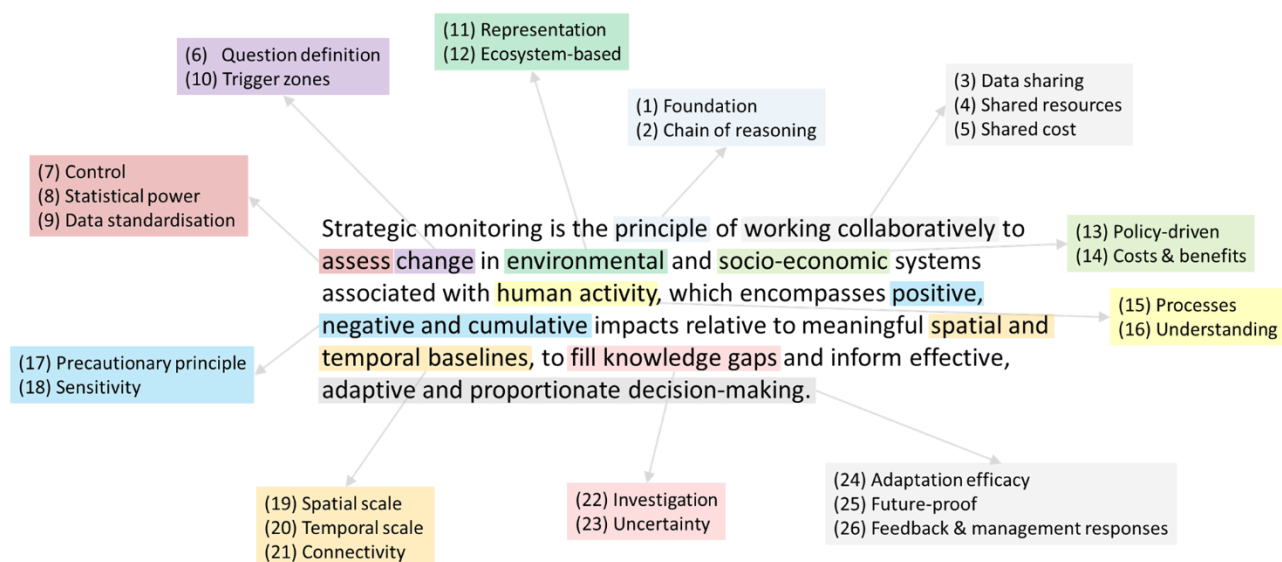 (11) Representation
(12) Ecosystem-based
(6) Question definition
(10) Trigger zones
(3) Data sharing
(4) Shared resources
(5) Shared cost
(1) Foundation
(2) Chain of reasoning
(7) Control
(8) Statistical power
(9) Data standardisation
Strategic monitoring is the principle of working collaboratively to
assess change in environmental and socio-economic systems
associated with human activity, which encompasses positive,
negative and cumulative impacts relative to meaningful spatial and
temporal baselines, to fill knowledge gaps and inform effective,
adaptive and proportionate decision-making.
(13) Policy-driven
(14) Costs & benefits
(15) Processes
(16) Understanding
(17) Precautionary principle
(18) Sensitivity
(19) Spatial scale
(20) Temporal scale
(21) Connectivity
(22) Investigation
(23) Uncertainty
(24) Adaptation efficacy
(25) Future-proof
(26) Feedback & management responses